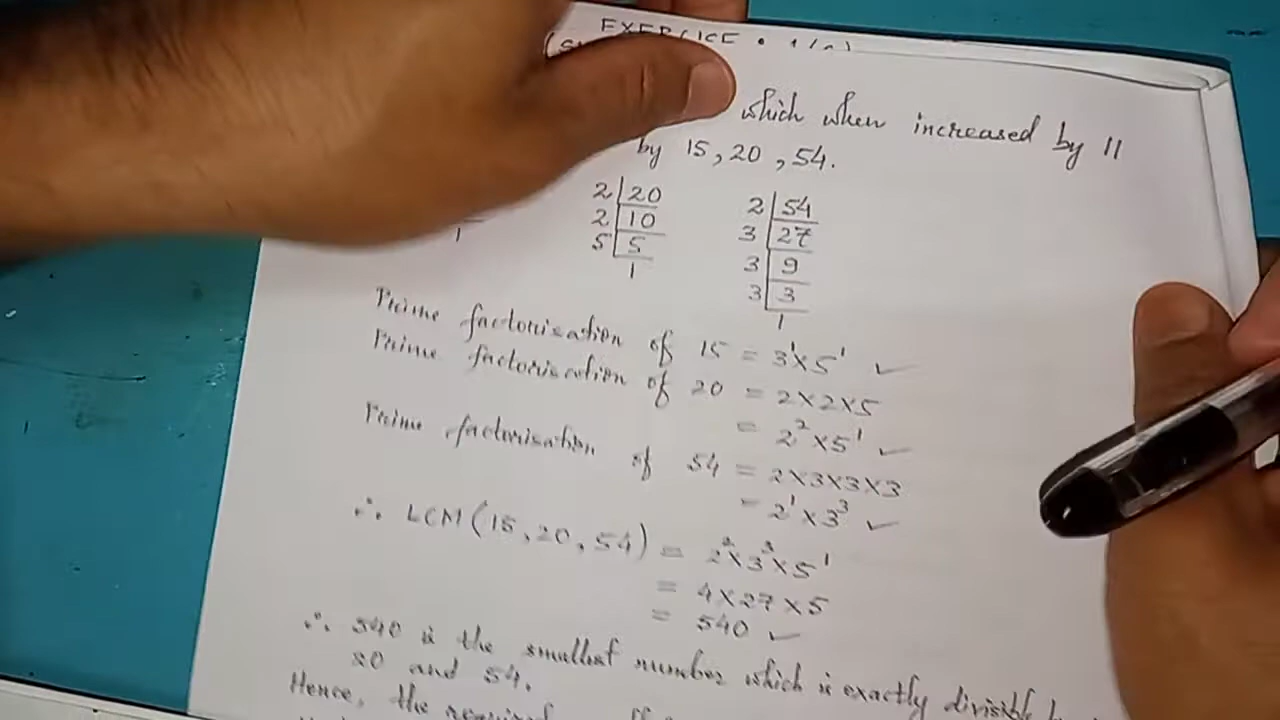 EXERCISE . 1(a)
which when increased by 11
by 15, 20, 54.
2 | 20
2 | 10
5 | 5
1
2 | 54
3 | 27
3 | 9
3 | 3
1
1
Prime factorisation of 15 = 3¹×5¹ ✓
Prime factorisation of 20 = 2×2×5
= 2²×5¹ ✓
Prime factorisation of 54 = 2×3×3×3
= 2¹×3³ ✓
∴ LCM(15, 20, 54) = 2²×3³×5¹
= 4×27×5
= 540 ✓
∴ 540 is the smallest number which is exactly divisible by
20 and 54.
Hence, the required